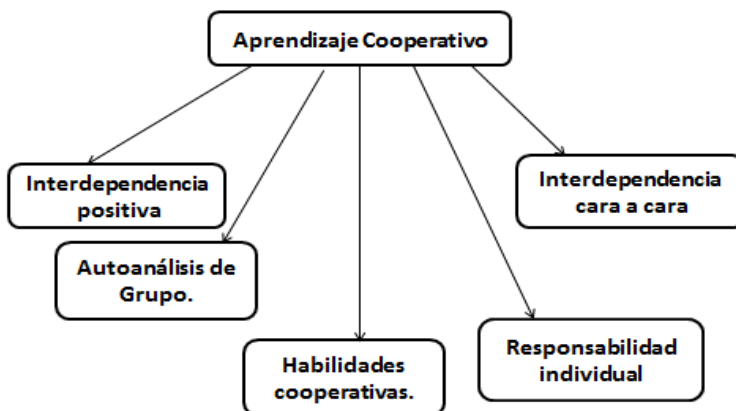 Aprendizaje Cooperativo
Interdependencia
positiva
Interdependencia
cara a cara
Autoanálisis de
Grupo.
Habilidades
cooperativas.
Responsabilidad
individual